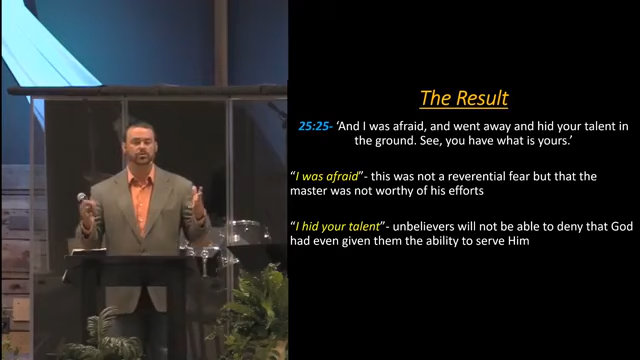 The Result
25:25- ‘And I was afraid, and went away and hid your talent in
the ground. See, you have what is yours.’
“I was afraid”- this was not a reverential fear but that the
master was not worthy of his efforts
“I hid your talent”- unbelievers will not be able to deny that God
had even given them the ability to serve Him